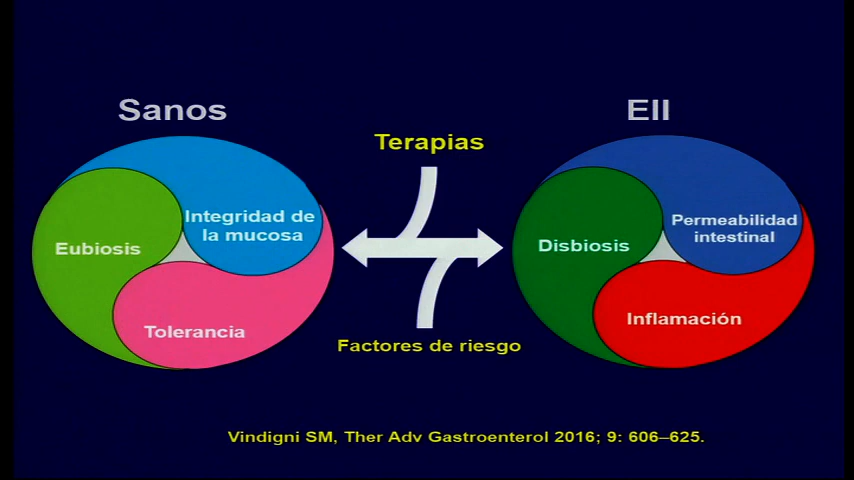 Sanos
EII
Terapias
Eubiosis
Integridad de
la mucosa
Tolerancia
Disbiosis
Permeabilidad
intestinal
Inflamación
Factores de riesgo
Vindigni SM, Ther Adv Gastroenterol 2016; 9: 606–625.